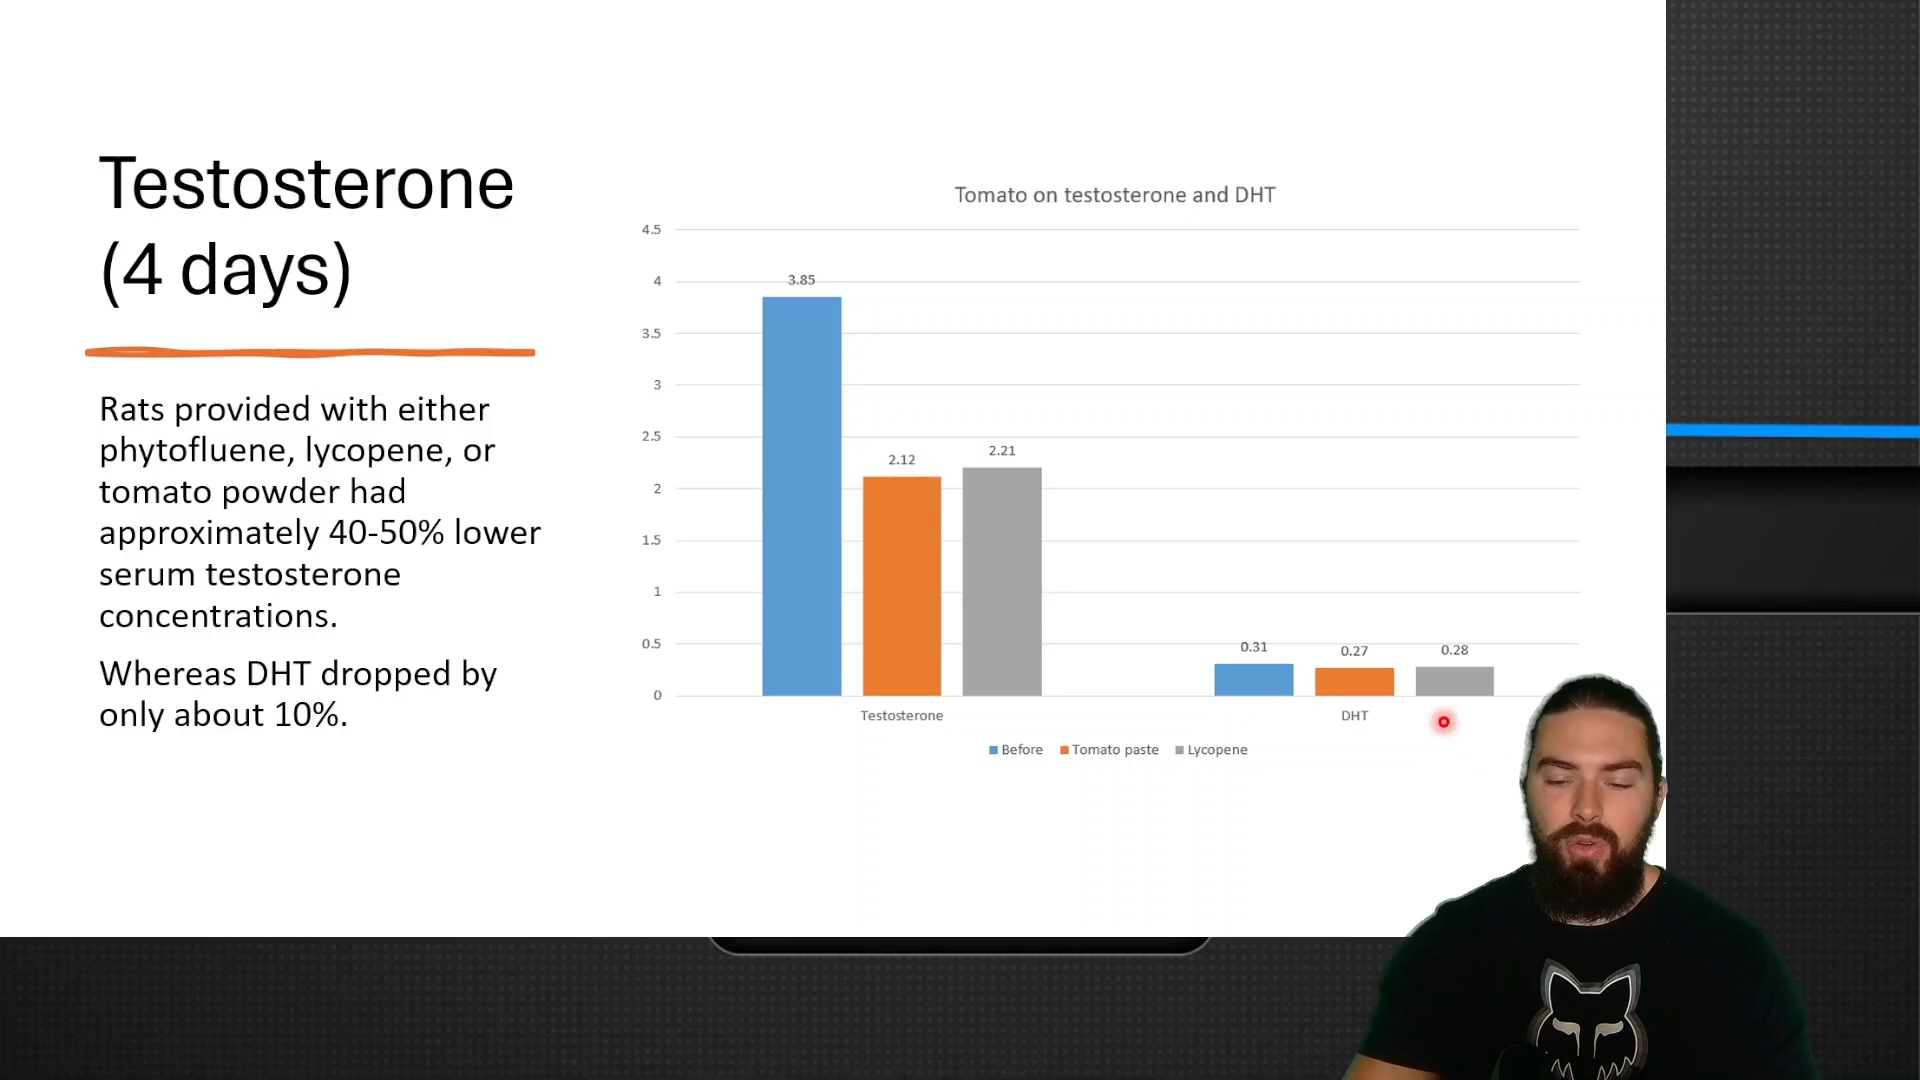 Testosterone
(4 days)
Rats provided with either
phytofluene, lycopene, or
tomato powder had
approximately 40-50% lower
serum testosterone
concentrations.
Whereas DHT dropped by
only about 10%.
Tomato on testosterone and DHT
4.5
4
3.5
3
2.5
2
1.5
1
0.5
0
3.85
2.12
2.21
0.31
0.27
0.28
Testosterone
DHT
Before
Tomato paste
Lycopene